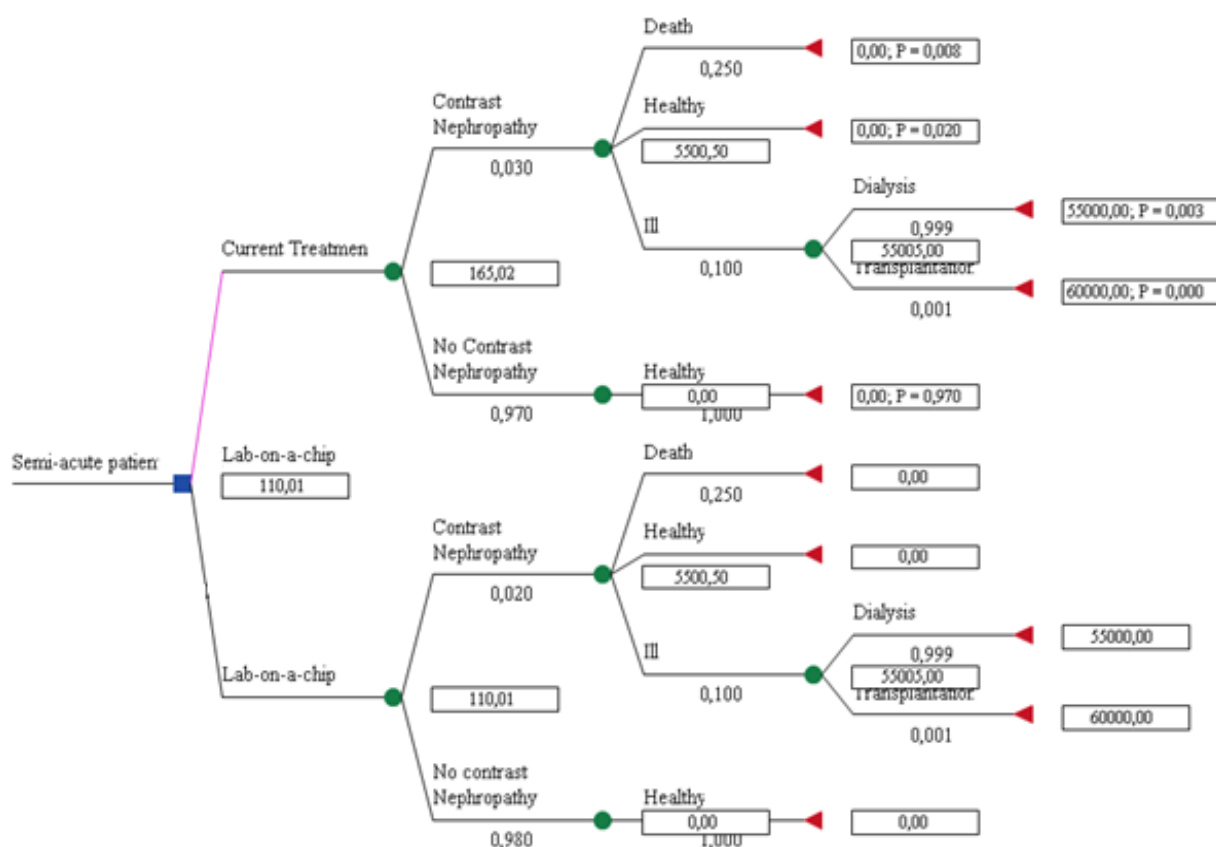 Death
0,250
0,00; P = 0,008
Contrast
Nephropathy
0,030
Healthy
5500,50
0,00; P = 0,020
Ill
0,100
Dialysis
0,999
55000,00; P = 0,003
55005,00
Transplantation
0,001
60000,00; P = 0,000
Current Treatmen
165,02
No Contrast
Nephropathy
0,970
Healthy
0,00
1,000
0,00; P = 0,970
Semi-acute patien
Lab-on-a-chip
110,01
Death
0,250
0,00
Contrast
Nephropathy
0,020
Healthy
5500,50
0,00
Ill
0,100
Dialysis
0,999
55000,00
55005,00
Transplantation
0,001
60000,00
Lab-on-a-chip
110,01
No contrast
Nephropathy
0,980
Healthy
0,00
1,000
0,00